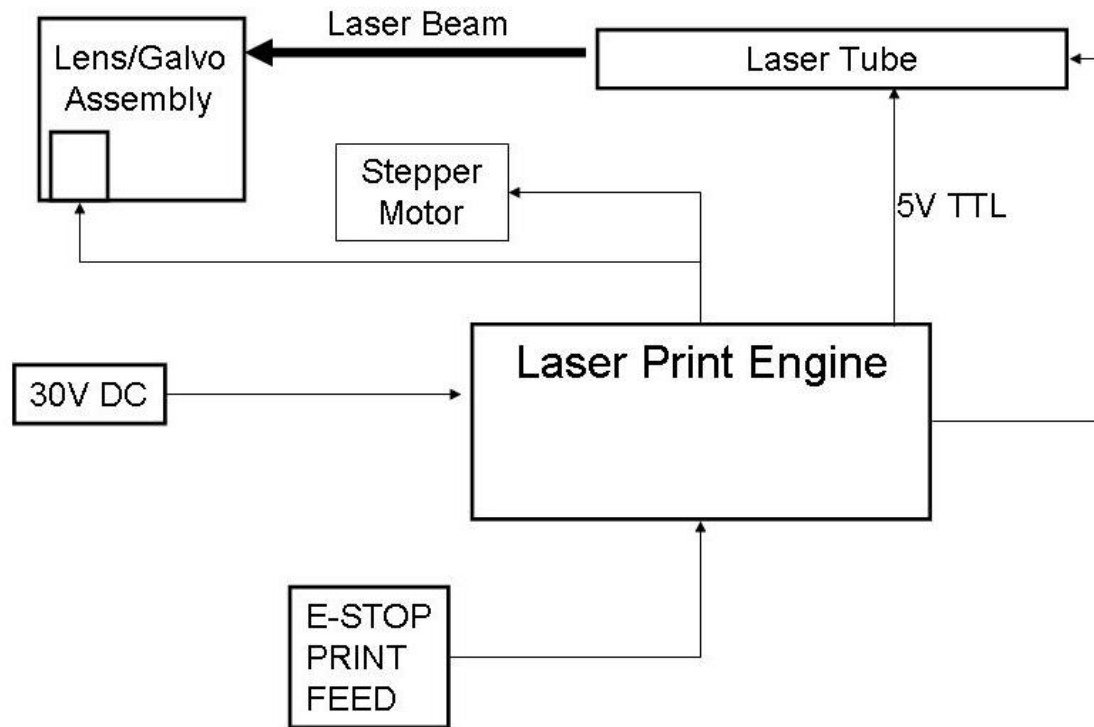 Laser Beam
Lens/Galvo
Assembly
Laser Tube
Stepper
Motor
5V TTL
Laser Print Engine
30V DC
E-STOP
PRINT
FEED